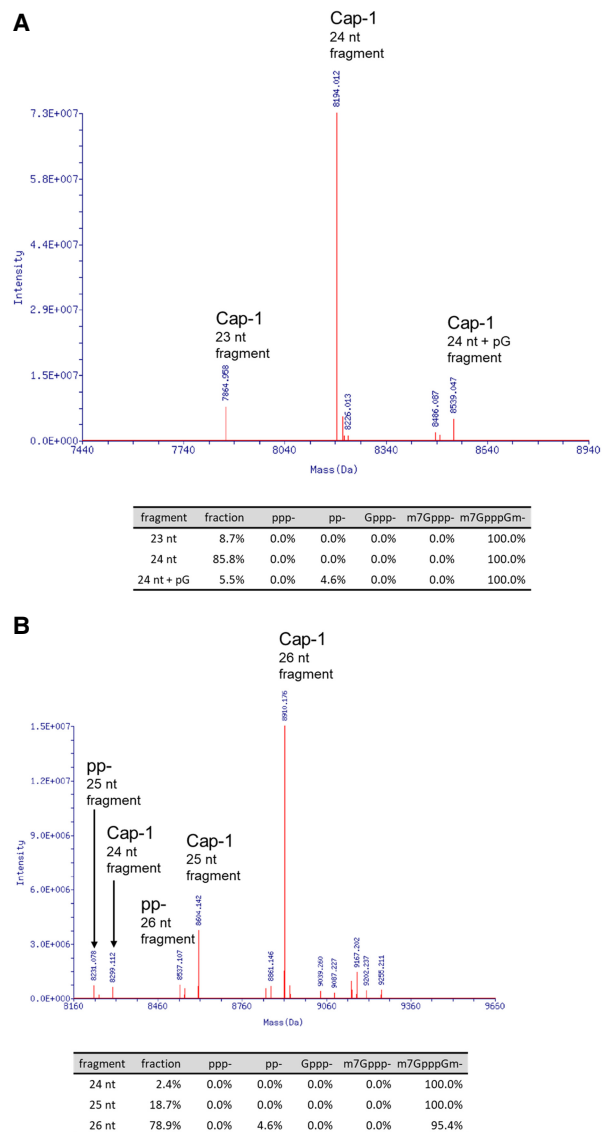 A
Cap-1
24 nt
fragment
8194.012
7.3E+007
5.8E+007
4.4E+007
2.9E+007
1.5E+007
0.0E+000
Intensity
Cap-1
23 nt
fragment
7864.958
8226.013
Cap-1
24 nt + pG
fragment
8486.087
8539.047
7440 7740 8040 8340 8640 8940
Mass(Da)
fragment fraction ppp- pp- Gppp- m7Gppp- m7GpppGm-
23 nt 8.7% 0.0% 0.0% 0.0% 0.0% 100.0%
24 nt 85.8% 0.0% 0.0% 0.0% 0.0% 100.0%
24 nt + pG 5.5% 0.0% 4.6% 0.0% 0.0% 100.0%
B
Cap-1
26 nt
fragment
8910.176
1.5E+007
1.2E+007
9.0E+006
6.0E+006
3.0E+006
0.0E+000
Intensity
pp-
25 nt
fragment
Cap-1
24 nt
fragment
Cap-1
25 nt
fragment
pp-
26 nt
fragment
8231.078
8299.112
8537.107
8604.142
8861.146
9039.260
9087.227
9167.202
9202.237
9255.211
8160 8460 8760 9060 9360 9650
Mass(Da)
fragment fraction ppp- pp- Gppp- m7Gppp- m7GpppGm-
24 nt 2.4% 0.0% 0.0% 0.0% 0.0% 100.0%
25 nt 18.7% 0.0% 0.0% 0.0% 0.0% 100.0%
26 nt 78.9% 0.0% 4.6% 0.0% 0.0% 95.4%